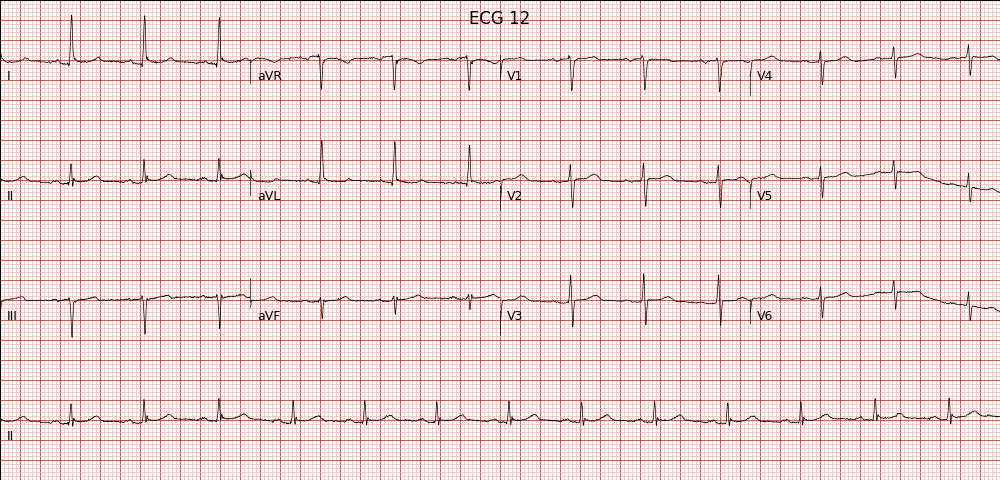 ECG 12
I aVR V1 V4
II aVL V2 V5
III aVF V3 V6
II